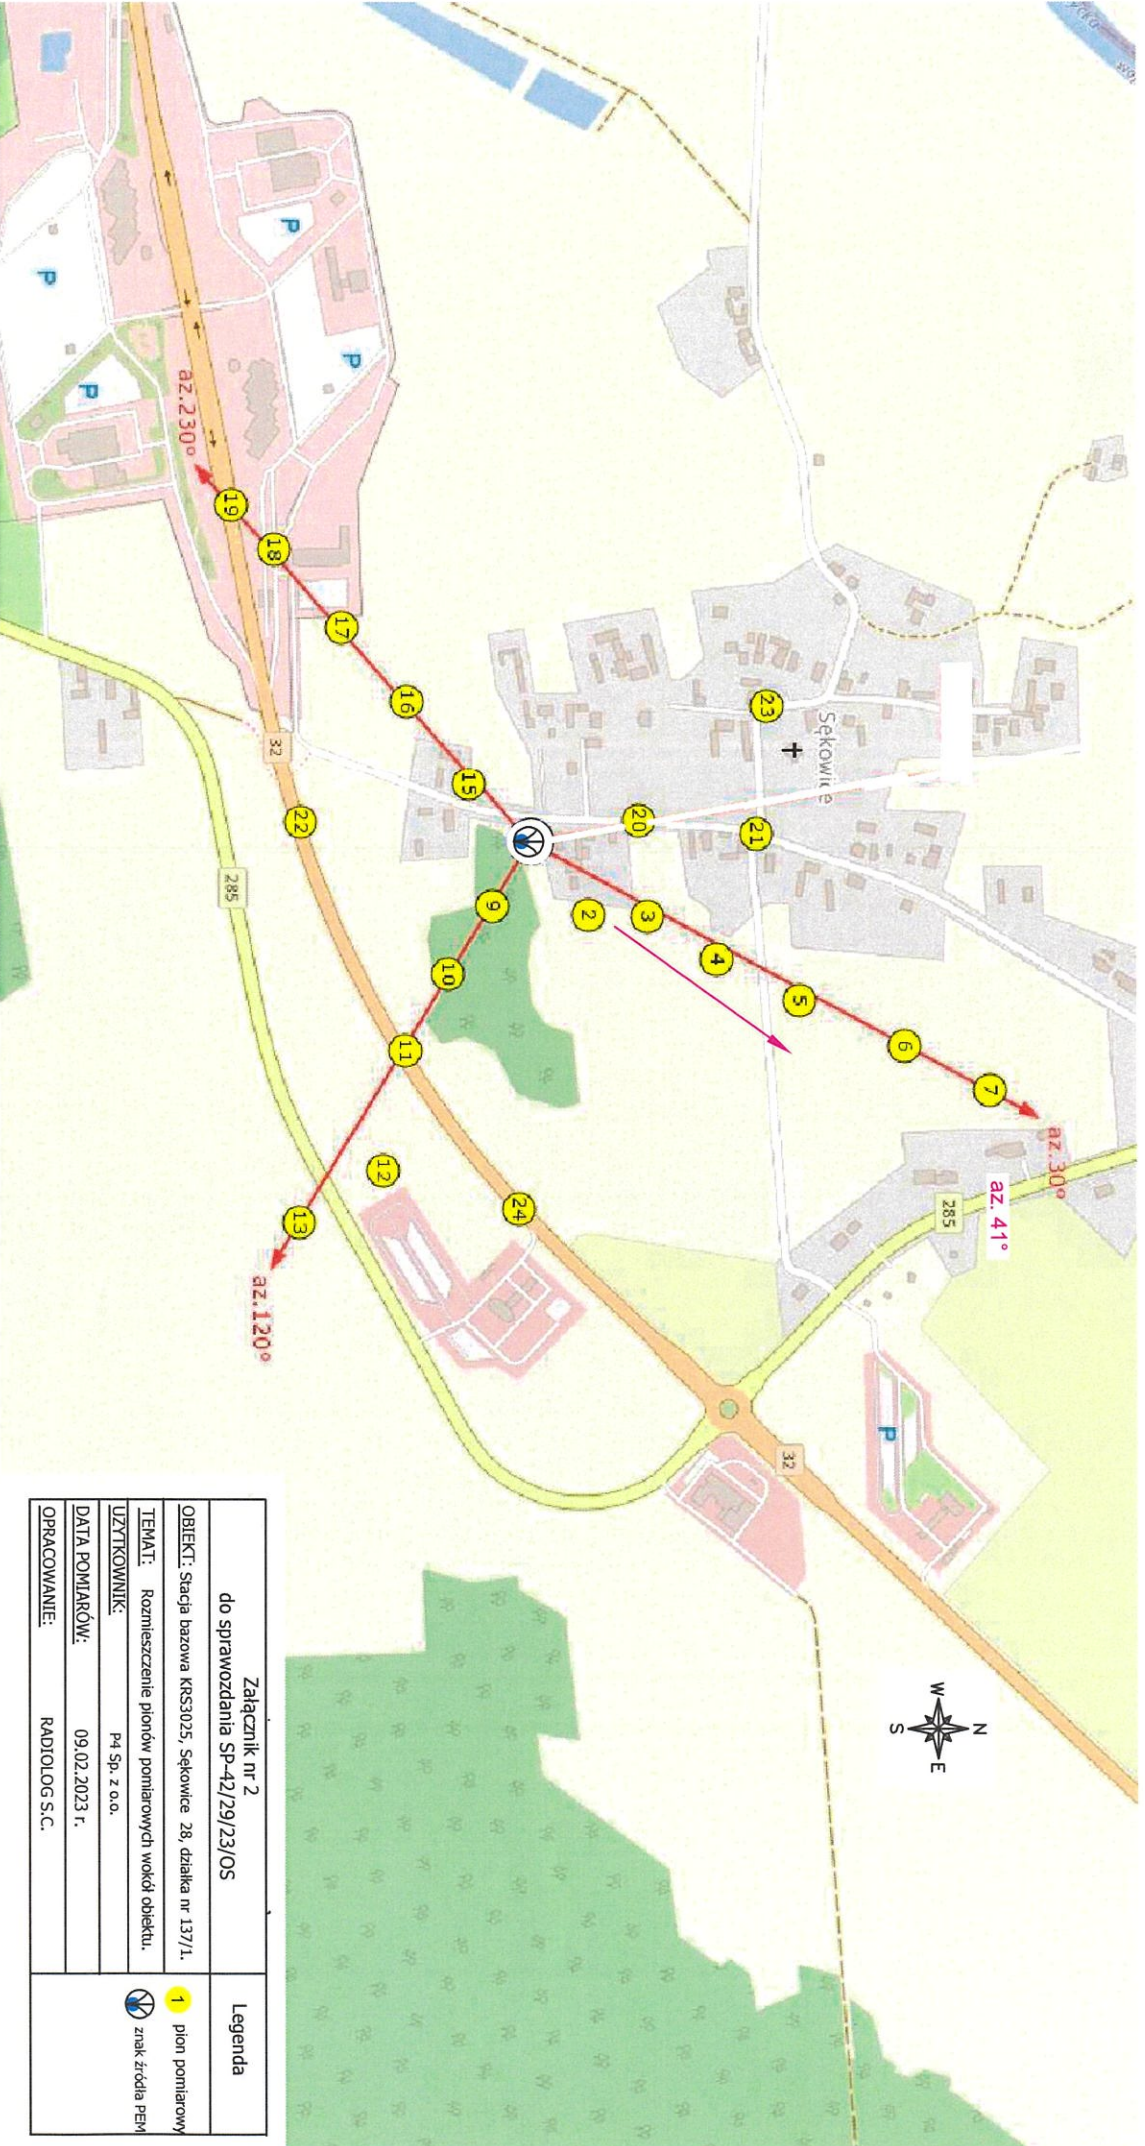 az.230°
19
18
17
16
15
23
Sękowice
20
21
2
3
4
5
6
7
az.30°
az. 41°
9
10
11
12
13
az.120°
22
24
32
32
285
285
P
P
P
P
P
N
W
E
S
Załącznik nr 2
do sprawozdania SP-42/29/23/OS
OBIEKT: Stacja bazowa KRS3025, Sękowice 28, działka nr 137/1.
TEMAT: Rozmieszczenie pionów pomiarowych wokół obiektu.
UŻYTKOWNIK: P4 Sp. z o.o.
DATA POMIARÓW: 09.02.2023 r.
OPRACOWANIE: RADIOLOG S.C.
Legenda
1 pion pomiarowy
znak źródła PEM